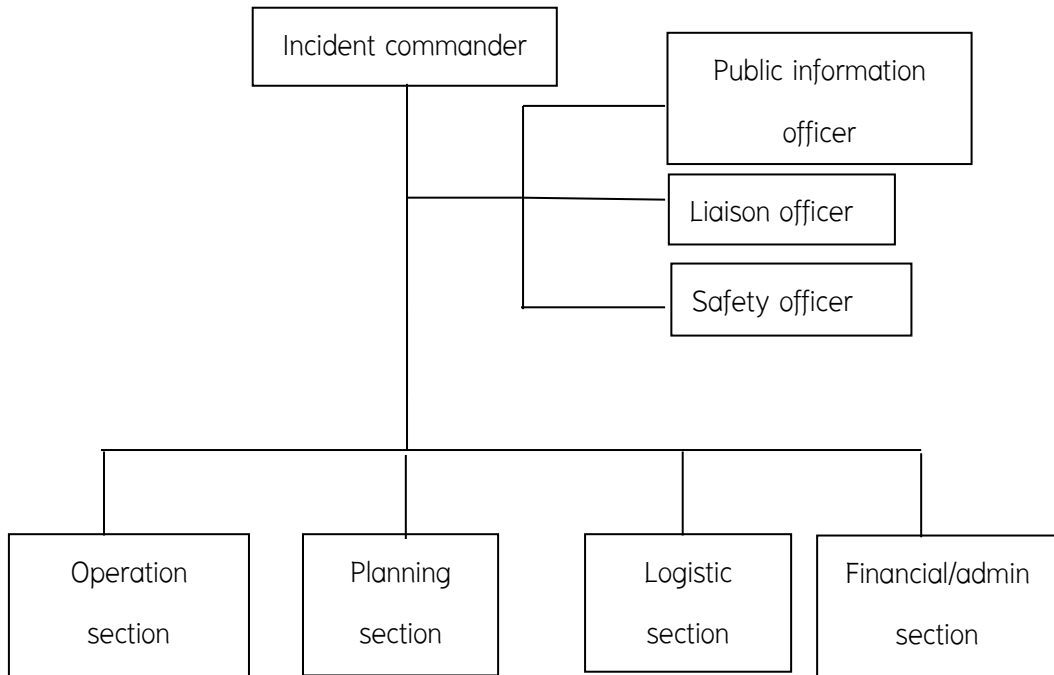 Incident commander
Public information
officer
Liaison officer
Safety officer
Operation
section
Planning
section
Logistic
section
Financial/admin
section